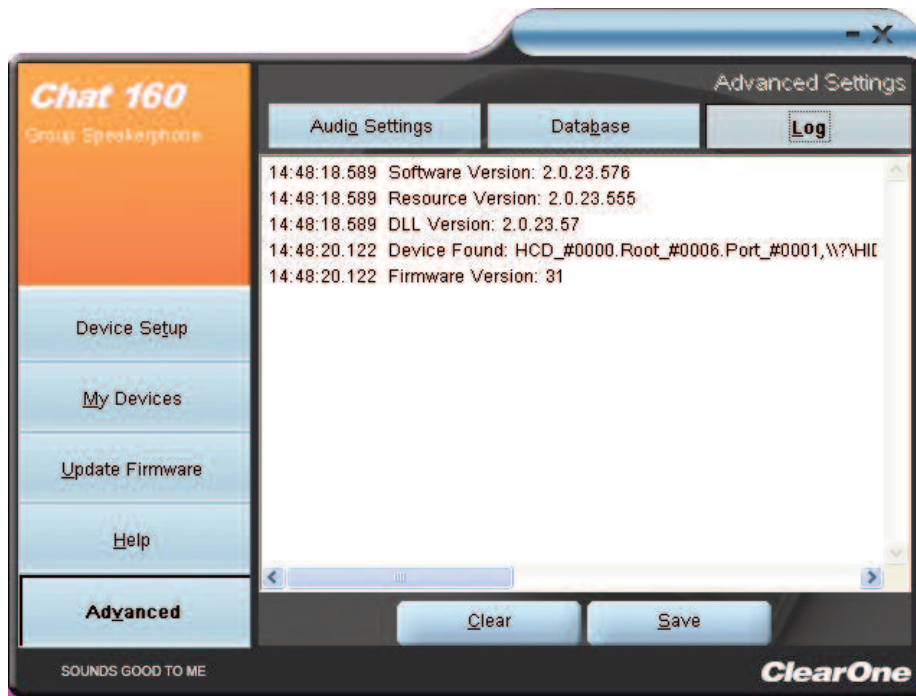 Chat 160
Group Speakerphone
Advanced Settings
Audio Settings
Database
Log
14:48:18.589 Software Version: 2.0.23.576
14:48:18.589 Resource Version: 2.0.23.555
14:48:18.589 DLL Version: 2.0.23.57
14:48:20.122 Device Found: HCD_#0000.Root_#0006.Port_#0001,\\?\HID
14:48:20.122 Firmware Version: 31
Device Setup
My Devices
Update Firmware
Help
Advanced
Clear
Save
SOUNDS GOOD TO ME
ClearOne